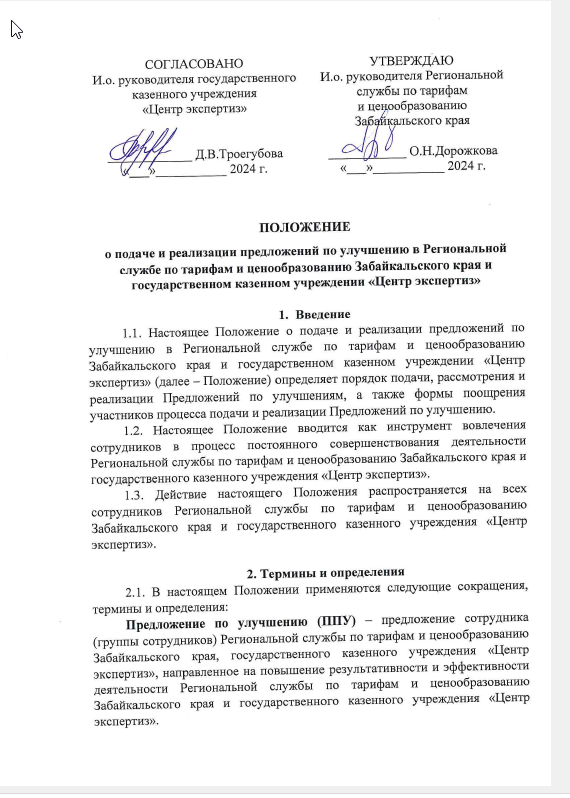 СОГЛАСОВАНО
И.о. руководителя государственного
казенного учреждения
«Центр экспертиз»
______________ Д.В.Троегубова
«___»____________ 2024 г.
УТВЕРЖДАЮ
И.о. руководителя Региональной
службы по тарифам
и ценообразованию
Забайкальского края
_____________ О.Н.Дорожкова
«___»____________ 2024 г.
ПОЛОЖЕНИЕ
о подаче и реализации предложений по улучшению в Региональной
службе по тарифам и ценообразованию Забайкальского края и
государственном казенном учреждении «Центр экспертиз»
1. Введение
1.1. Настоящее Положение о подаче и реализации предложений по
улучшению в Региональной службе по тарифам и ценообразованию
Забайкальского края и государственном казенном учреждении «Центр
экспертиз» (далее – Положение) определяет порядок подачи, рассмотрения и
реализации Предложений по улучшениям, а также формы поощрения
участников процесса подачи и реализации Предложений по улучшению.
1.2. Настоящее Положение вводится как инструмент вовлечения
сотрудников в процесс постоянного совершенствования деятельности
Региональной службы по тарифам и ценообразованию Забайкальского края и
государственного казенного учреждения «Центр экспертиз».
1.3. Действие настоящего Положения распространяется на всех
сотрудников Региональной службы по тарифам и ценообразованию
Забайкальского края и государственного казенного учреждения «Центр
экспертиз».
2. Термины и определения
2.1. В настоящем Положении применяются следующие сокращения,
термины и определения:
Предложение по улучшению (ППУ) – предложение сотрудника
(группы сотрудников) Региональной службы по тарифам и ценообразованию
Забайкальского края, государственного казенного учреждения «Центр
экспертиз», направленное на повышение результативности и эффективности
деятельности Региональной службы по тарифам и ценообразованию
Забайкальского края и государственного казенного учреждения «Центр
экспертиз».